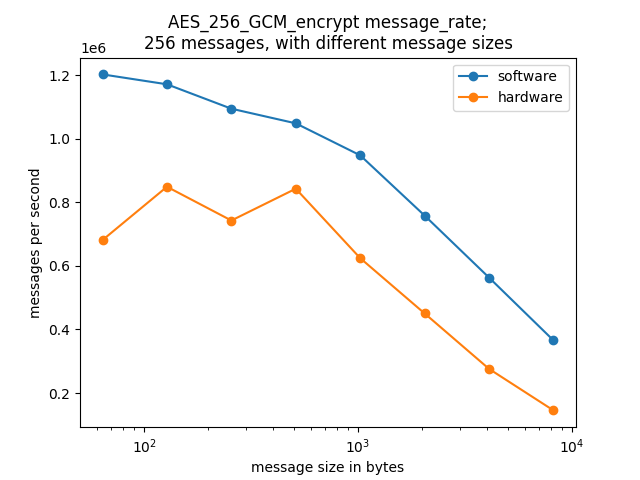 AES_256_GCM_encrypt message_rate;
256 messages, with different message sizes
1e6
software
hardware
1.2
1.0
0.8
0.6
0.4
0.2
messages per second
10²
10³
10⁴
message size in bytes